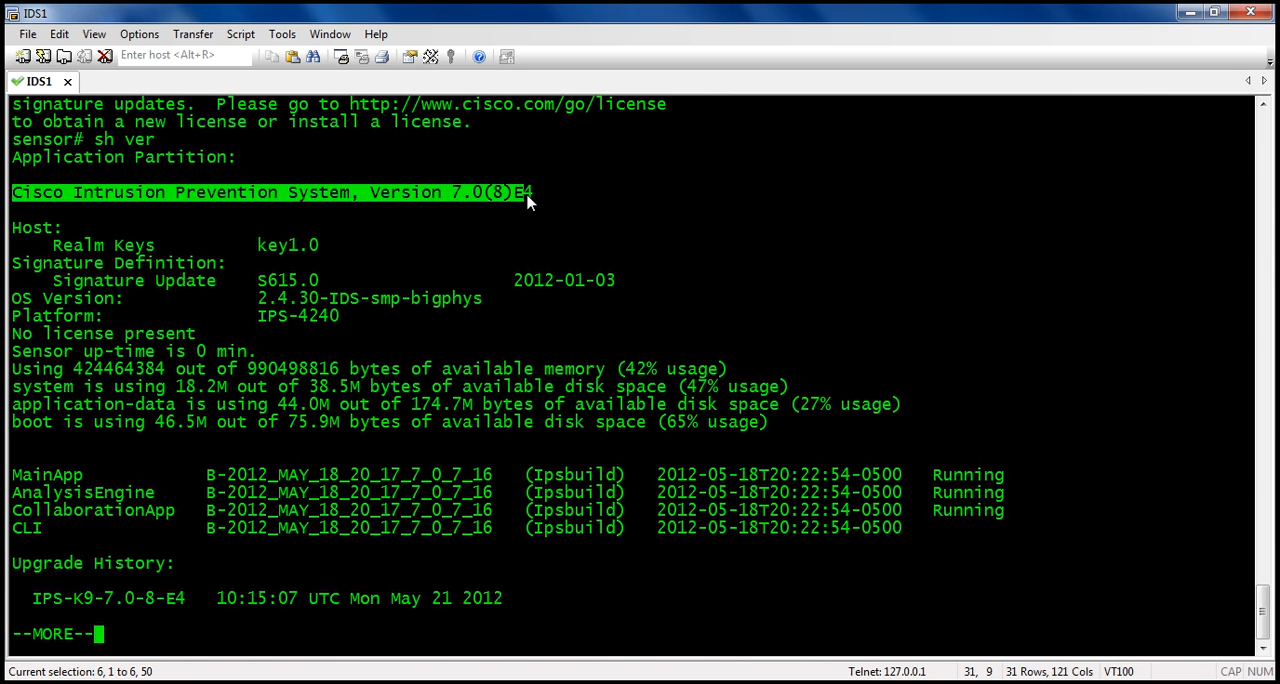 IDS1
File Edit View Options Transfer Script Tools Window Help
Enter host <Alt+R>
IDS1
signature updates.  Please go to http://www.cisco.com/go/license
to obtain a new license or install a license.
sensor# sh ver
Application Partition:
Cisco Intrusion Prevention System, Version 7.0(8)E4
Host:
Realm Keys key1.0
Signature Definition:
Signature Update S615.0 2012-01-03
OS Version: 2.4.30-IDS-smp-bigphys
Platform: IPS-4240
No license present
Sensor up-time is 0 min.
Using 424464384 out of 990498816 bytes of available memory (42% usage)
system is using 18.2M out of 38.5M bytes of available disk space (47% usage)
application-data is using 44.0M out of 174.7M bytes of available disk space (27% usage)
boot is using 46.5M out of 75.9M bytes of available disk space (65% usage)
MainApp B-2012_MAY_18_20_17_7_0_7_16 (Ipsbuild) 2012-05-18T20:22:54-0500 Running
AnalysisEngine B-2012_MAY_18_20_17_7_0_7_16 (Ipsbuild) 2012-05-18T20:22:54-0500 Running
CollaborationApp B-2012_MAY_18_20_17_7_0_7_16 (Ipsbuild) 2012-05-18T20:22:54-0500 Running
CLI B-2012_MAY_18_20_17_7_0_7_16 (Ipsbuild) 2012-05-18T20:22:54-0500
Upgrade History:
IPS-K9-7.0-8-E4 10:15:07 UTC Mon May 21 2012
--MORE--
Current selection: 6, 1 to 6, 50 Telnet: 127.0.0.1 31, 9 31 Rows, 121 Cols VT100 CAP NUM